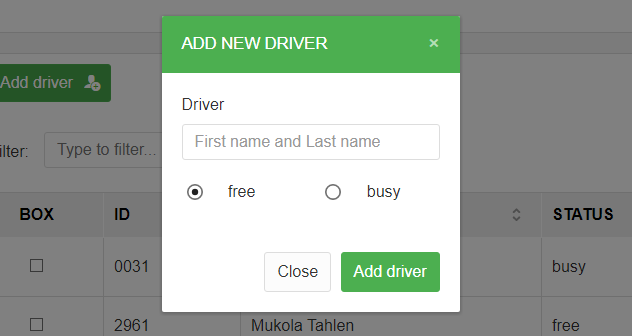 ADD NEW DRIVER ×
Add driver
Driver
First name and Last name
ilter: Type to filter...
free busy
BOX ID STATUS
Close Add driver
0031 busy
2961 Mukola Tahlen free